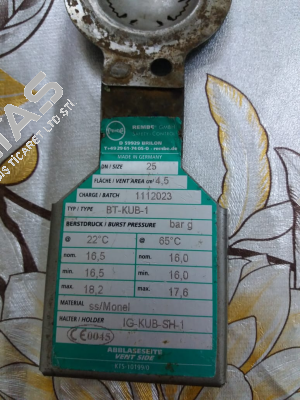 REMBE
D 59929 BRILON
MADE IN GERMANY
DN / SIZE 25
FLÄCHE / VENT AREA cm² 4,5
CHARGE / BATCH 1112023
TYP / TYPE BT-KUB-1
BERSTDRUCK / BURST PRESSURE bar g
@ 22°C @ 65°C
nom. 16,5 nom. 16,0
min. 16,5 min. 16,0
max. 18,2 max. 17,6
MATERIAL ss/Monel
HALTER / HOLDER IG-KUB-SH-1
CE 0045
ABBLASESEITE
VENT SIDE